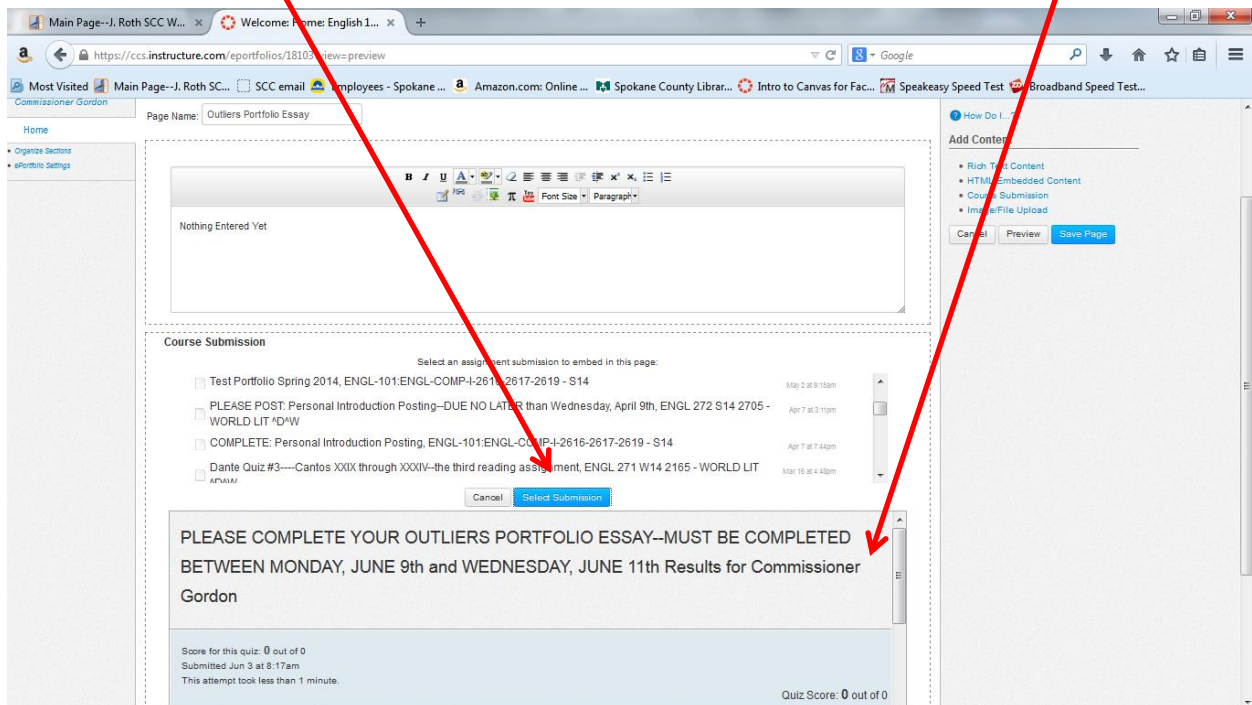 Main Page--J. Roth SCC W... ×
Welcome: Home: English 1... ×
+
https://ccs.instructure.com/eportfolios/18103 view=preview
Google
Most Visited Main Page--J. Roth SC... SCC email Employees - Spokane ... Amazon.com: Online ... Spokane County Librar... Intro to Canvas for Fac... Speakeasy Speed Test Broadband Speed Test...
Commissioner Gordon
Home
Organize Sections
ePortfolio Settings
Page Name: Outliers Portfolio Essay
B I U A
Font Size Paragraph
Nothing Entered Yet
Course Submission
Select an assignment submission to embed in this page:
Test Portfolio Spring 2014, ENGL-101:ENGL-COMP-I-2616-2617-2619 - S14 May 2 at 9:15am
PLEASE POST: Personal Introduction Posting--DUE NO LATER than Wednesday, April 9th, ENGL 272 S14 2705 - Apr 7 at 3:11pm
WORLD LIT ^D^W
COMPLETE: Personal Introduction Posting, ENGL-101:ENGL-COMP-I-2616-2617-2619 - S14 Apr 7 at 7:44pm
Dante Quiz #3----Cantos XXIX through XXXIV--the third reading assignment, ENGL 271 W14 2165 - WORLD LIT Mar 16 at 4:48pm
^D^W
Cancel Select Submission
PLEASE COMPLETE YOUR OUTLIERS PORTFOLIO ESSAY--MUST BE COMPLETED
BETWEEN MONDAY, JUNE 9th and WEDNESDAY, JUNE 11th Results for Commissioner
Gordon
Score for this quiz: 0 out of 0
Submitted Jun 3 at 8:17am
This attempt took less than 1 minute.
Quiz Score: 0 out of 0
How Do I...?
Add Content
Rich Text Content
HTML/Embedded Content
Course Submission
Image/File Upload
Cancel Preview Save Page